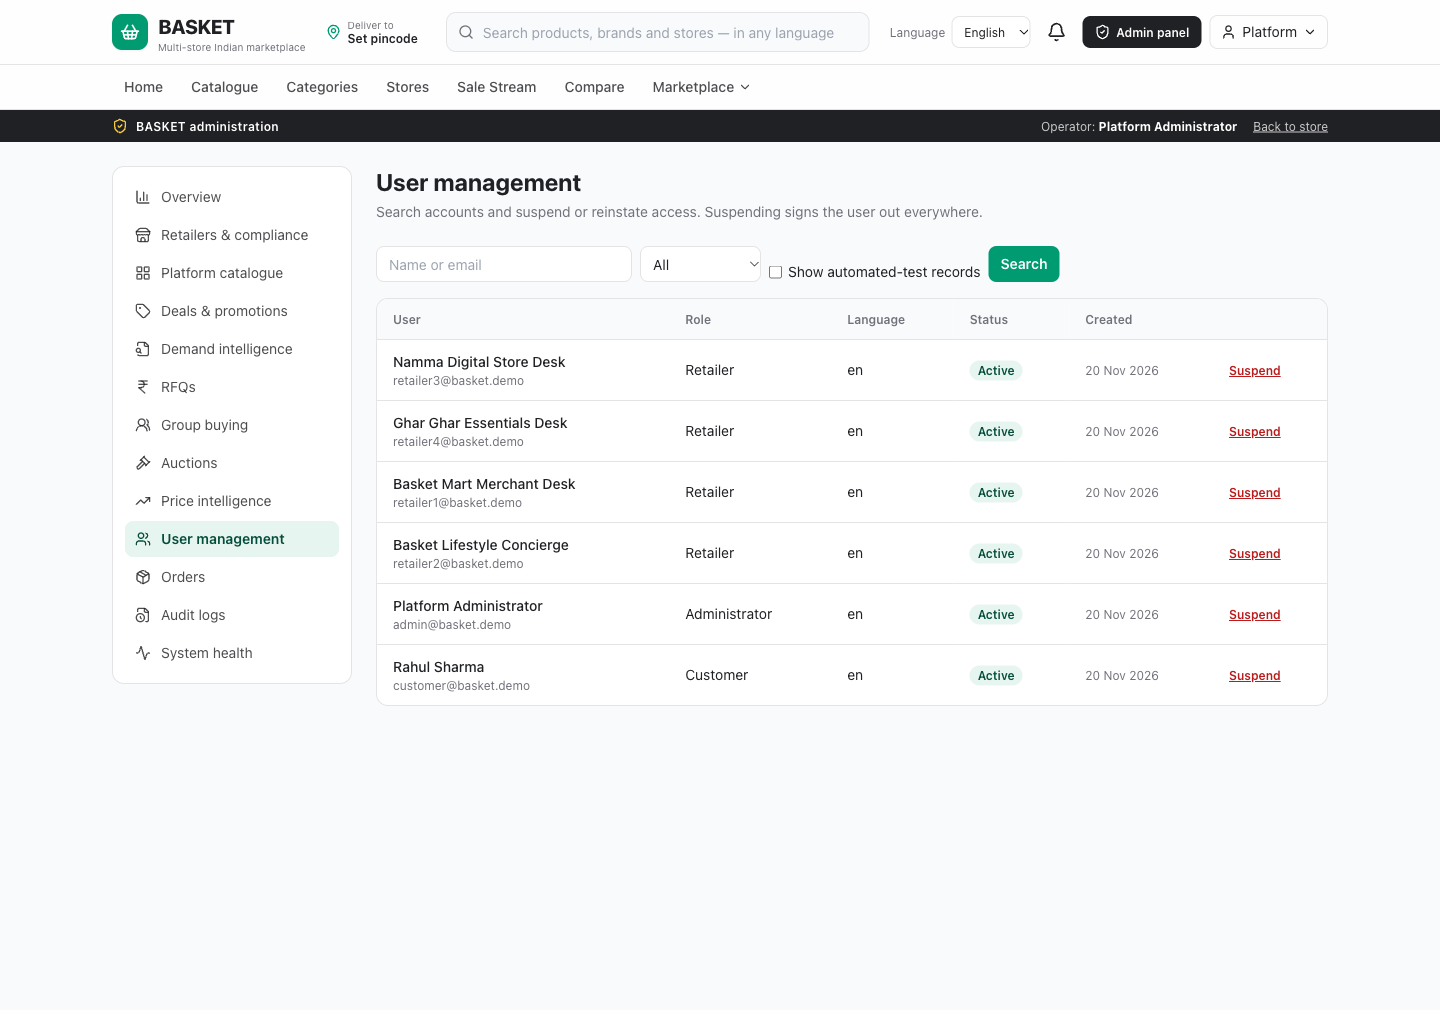 BASKET
Multi-store Indian marketplace
Deliver to
Set pincode
Search products, brands and stores — in any language
Language
English
Admin panel
Platform
Home
Catalogue
Categories
Stores
Sale Stream
Compare
Marketplace
BASKET administration
Operator: Platform Administrator
Back to store
Overview
Retailers & compliance
Platform catalogue
Deals & promotions
Demand intelligence
RFQs
Group buying
Auctions
Price intelligence
User management
Orders
Audit logs
System health
User management
Search accounts and suspend or reinstate access. Suspending signs the user out everywhere.
Name or email
All
Show automated-test records
Search
User Role Language Status Created
Namma Digital Store Desk
retailer3@basket.demo
Retailer en Active 20 Nov 2026 Suspend
Ghar Ghar Essentials Desk
retailer4@basket.demo
Retailer en Active 20 Nov 2026 Suspend
Basket Mart Merchant Desk
retailer1@basket.demo
Retailer en Active 20 Nov 2026 Suspend
Basket Lifestyle Concierge
retailer2@basket.demo
Retailer en Active 20 Nov 2026 Suspend
Platform Administrator
admin@basket.demo
Administrator en Active 20 Nov 2026 Suspend
Rahul Sharma
customer@basket.demo
Customer en Active 20 Nov 2026 Suspend